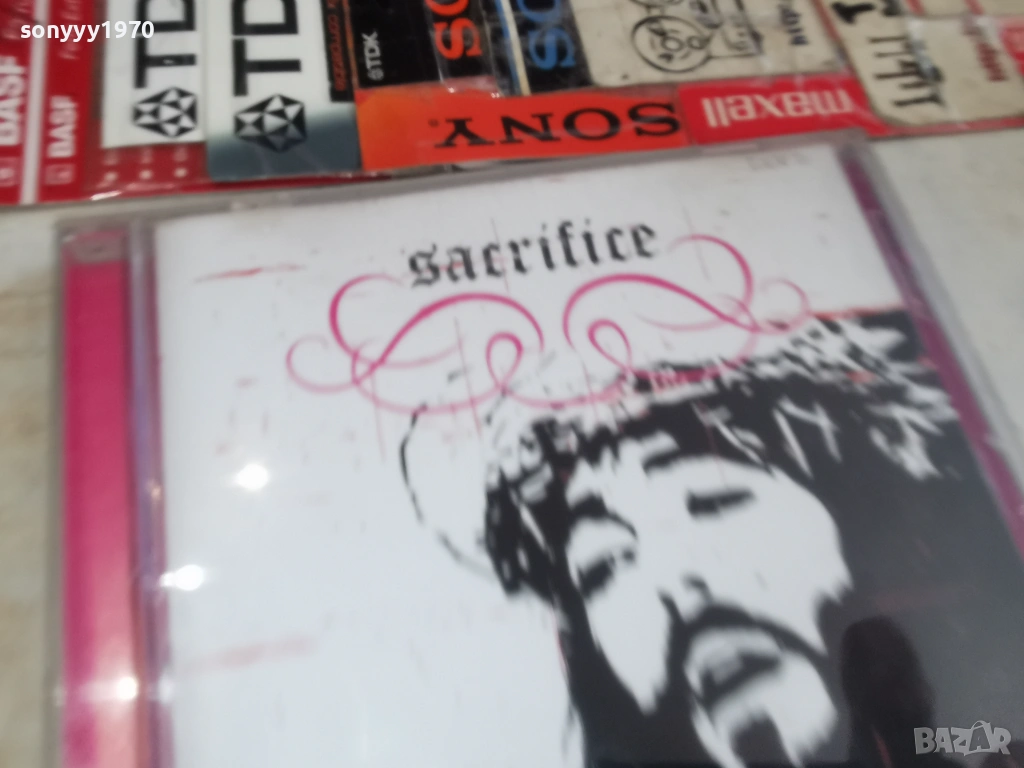 sonyyy1970
BASF
BASF
TDK
TDK
©TDK
SONY
maxell
sacrifice
BAZAR